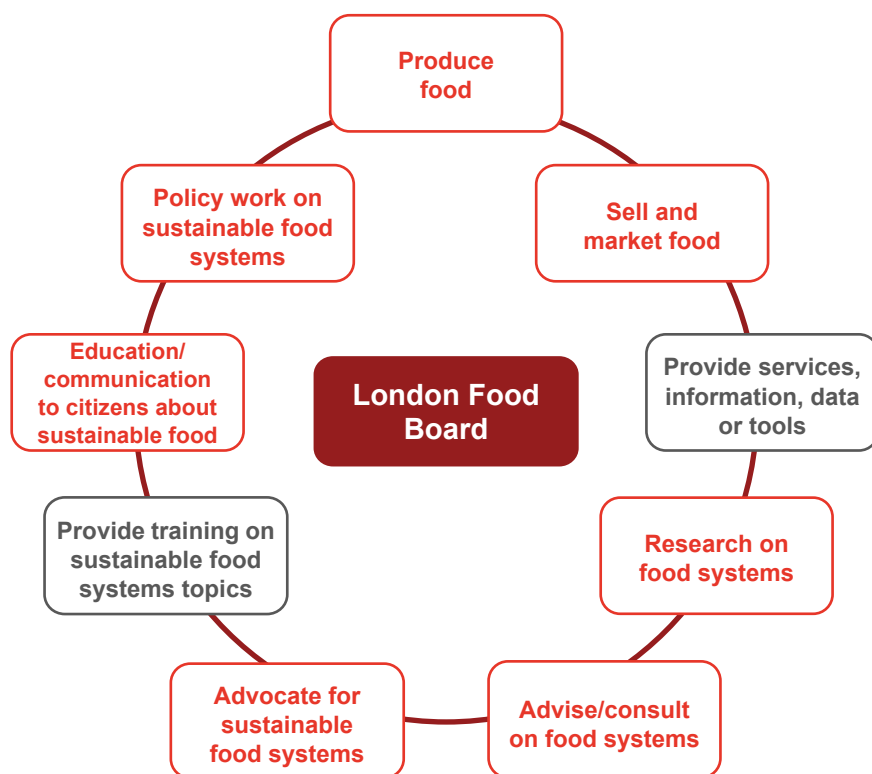 Produce
food
Sell and
market food
Provide services,
information, data
or tools
Research on
food systems
Advise/consult
on food systems
Advocate for
sustainable
food systems
Provide training on
sustainable food
systems topics
Education/
communication
to citizens about
sustainable food
Policy work on
sustainable food
systems
London Food
Board